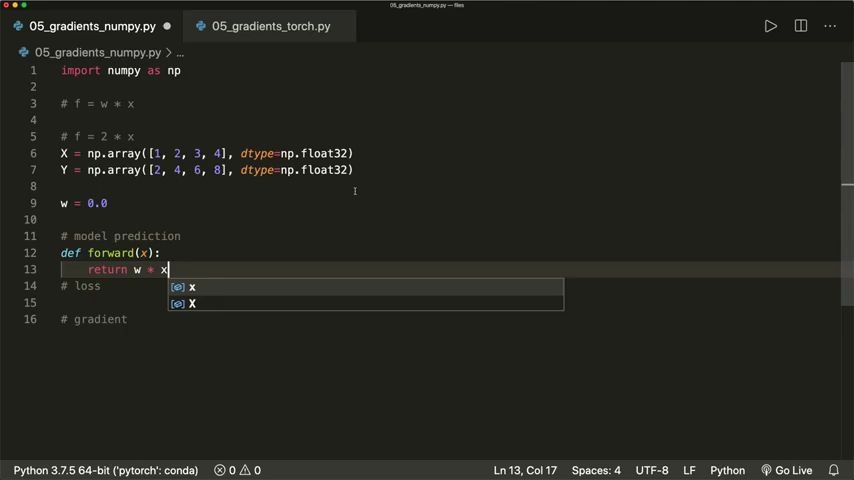 05_gradients_numpy.py — files
05_gradients_numpy.py
05_gradients_torch.py
05_gradients_numpy.py > ...
1 import numpy as np
2
3 # f = w * x
4
5 # f = 2 * x
6 X = np.array([1, 2, 3, 4], dtype=np.float32)
7 Y = np.array([2, 4, 6, 8], dtype=np.float32)
8
9 w = 0.0
10
11 # model prediction
12 def forward(x):
13 return w * x
x
X
14 # loss
15
16 # gradient
Python 3.7.5 64-bit ('pytorch': conda) 0 0 Ln 13, Col 17 Spaces: 4 UTF-8 LF Python Go Live